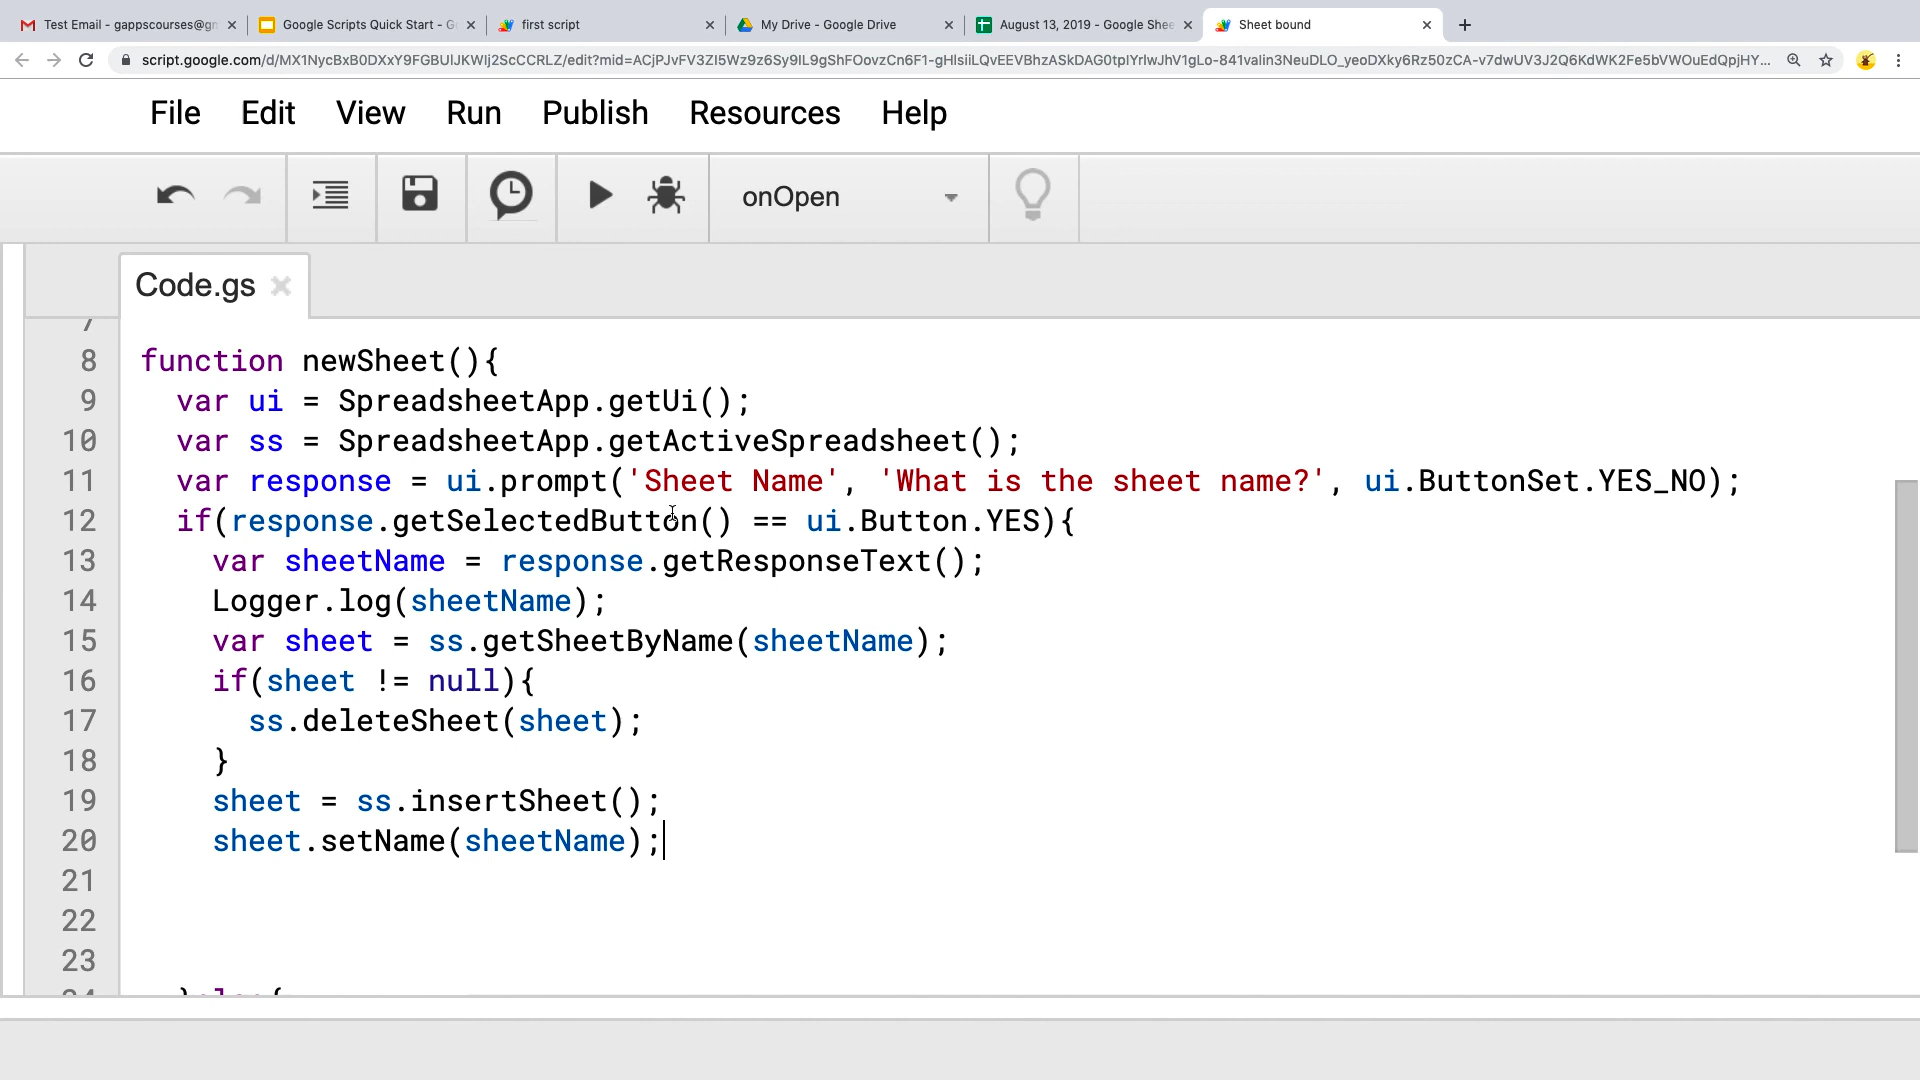 Test Email - gappscourses@gm
Google Scripts Quick Start - G
first script
My Drive - Google Drive
August 13, 2019 - Google Shee
Sheet bound
File Edit View Run Publish Resources Help
onOpen
Code.gs
7
8 function newSheet(){
9 var ui = SpreadsheetApp.getUi();
10 var ss = SpreadsheetApp.getActiveSpreadsheet();
11 var response = ui.prompt('Sheet Name', 'What is the sheet name?', ui.ButtonSet.YES_NO);
12 if(response.getSelectedButton() == ui.Button.YES){
13 var sheetName = response.getResponseText();
14 Logger.log(sheetName);
15 var sheet = ss.getSheetByName(sheetName);
16 if(sheet != null){
17 ss.deleteSheet(sheet);
18 }
19 sheet = ss.insertSheet();
20 sheet.setName(sheetName);
21
22
23
24 }else{